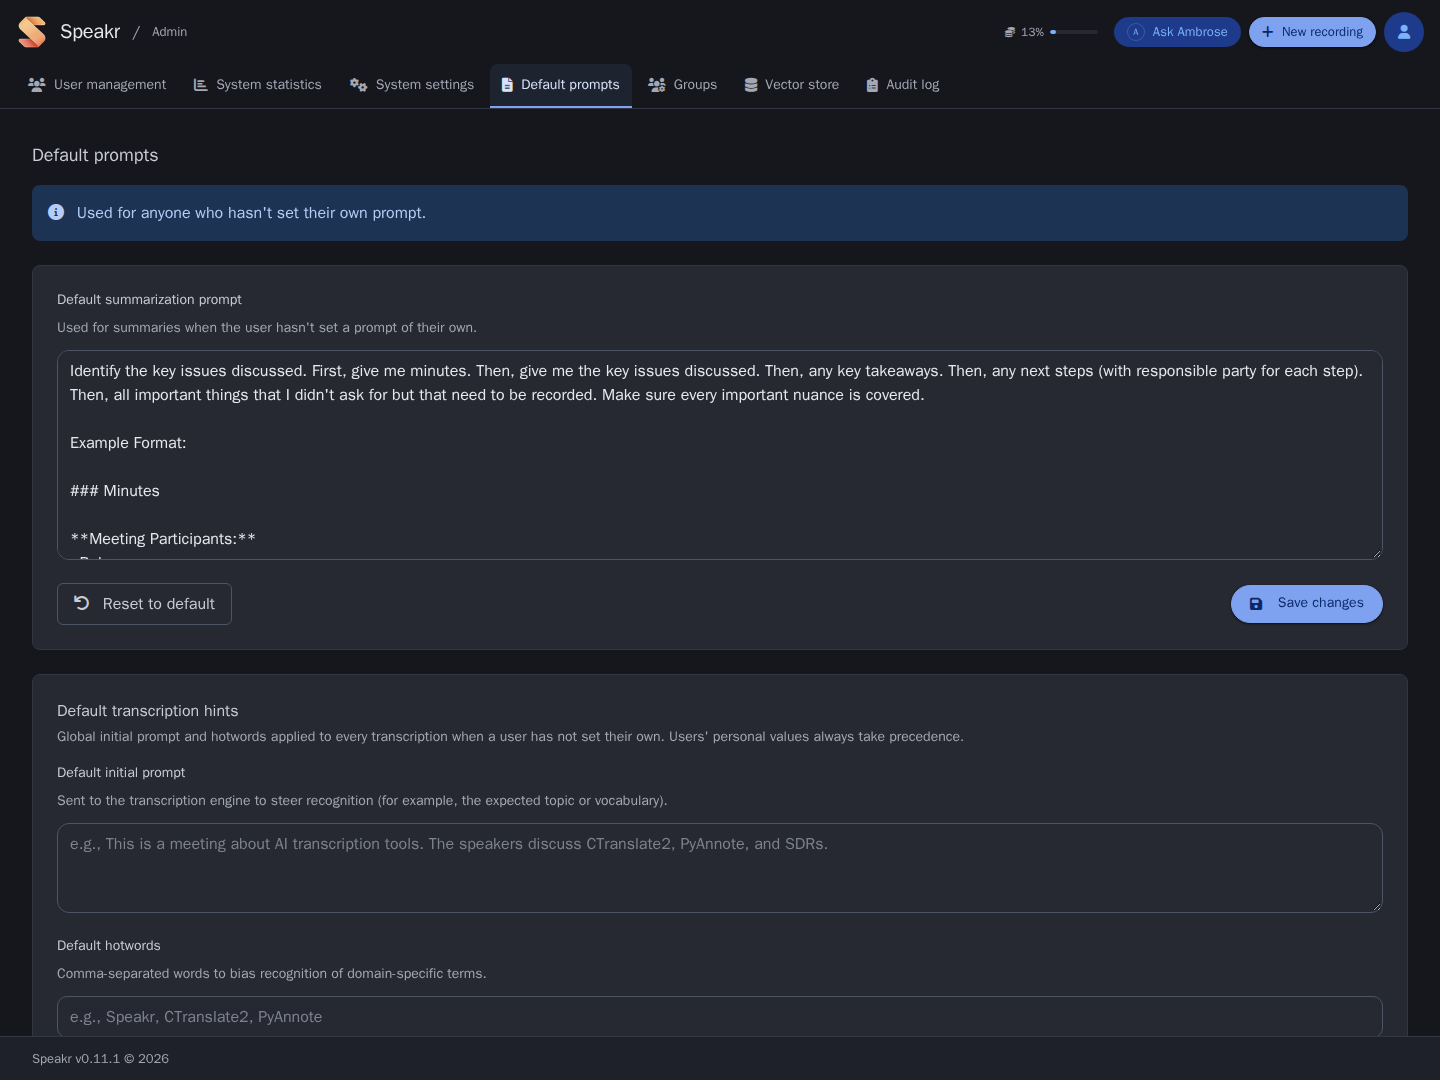 Speakr / Admin
13%
A Ask Ambrose
New recording
User management
System statistics
System settings
Default prompts
Groups
Vector store
Audit log
Default prompts
Used for anyone who hasn't set their own prompt.
Default summarization prompt
Used for summaries when the user hasn't set a prompt of their own.
Identify the key issues discussed. First, give me minutes. Then, give me the key issues discussed. Then, any key takeaways. Then, any next steps (with responsible party for each step).
Then, all important things that I didn't ask for but that need to be recorded. Make sure every important nuance is covered.
Example Format:
### Minutes
**Meeting Participants:**
Reset to default
Save changes
Default transcription hints
Global initial prompt and hotwords applied to every transcription when a user has not set their own. Users' personal values always take precedence.
Default initial prompt
Sent to the transcription engine to steer recognition (for example, the expected topic or vocabulary).
e.g., This is a meeting about AI transcription tools. The speakers discuss CTranslate2, PyAnnote, and SDRs.
Default hotwords
Comma-separated words to bias recognition of domain-specific terms.
e.g., Speakr, CTranslate2, PyAnnote
Speakr v0.11.1 © 2026